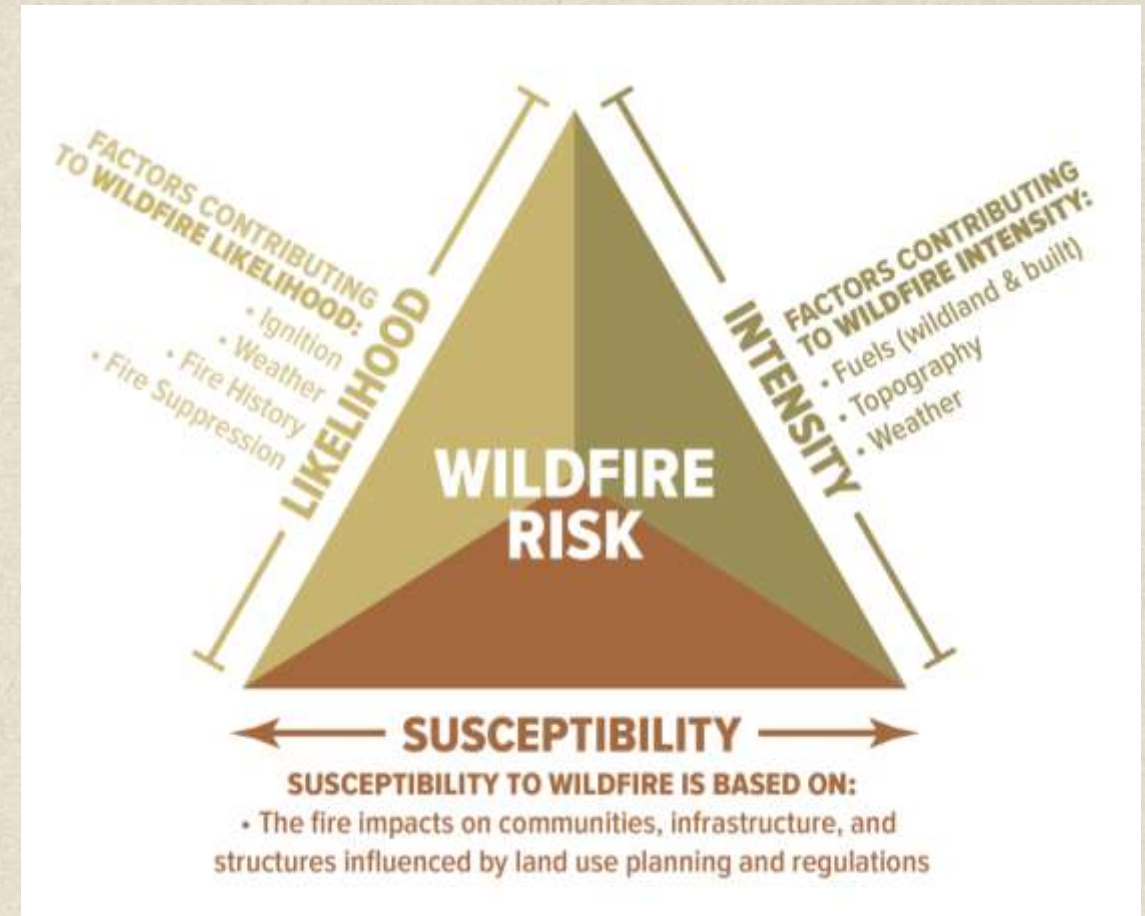 FACTORS CONTRIBUTING
TO WILDFIRE LIKELIHOOD:
• Ignition
• Weather
• Fire History
• Fire Suppression
LIKELIHOOD
FACTORS CONTRIBUTING
TO WILDFIRE INTENSITY:
• Fuels (wildland & built)
• Topography
• Weather
INTENSITY
WILDFIRE
RISK
SUSCEPTIBILITY
SUSCEPTIBILITY TO WILDFIRE IS BASED ON:
• The fire impacts on communities, infrastructure, and
structures influenced by land use planning and regulations